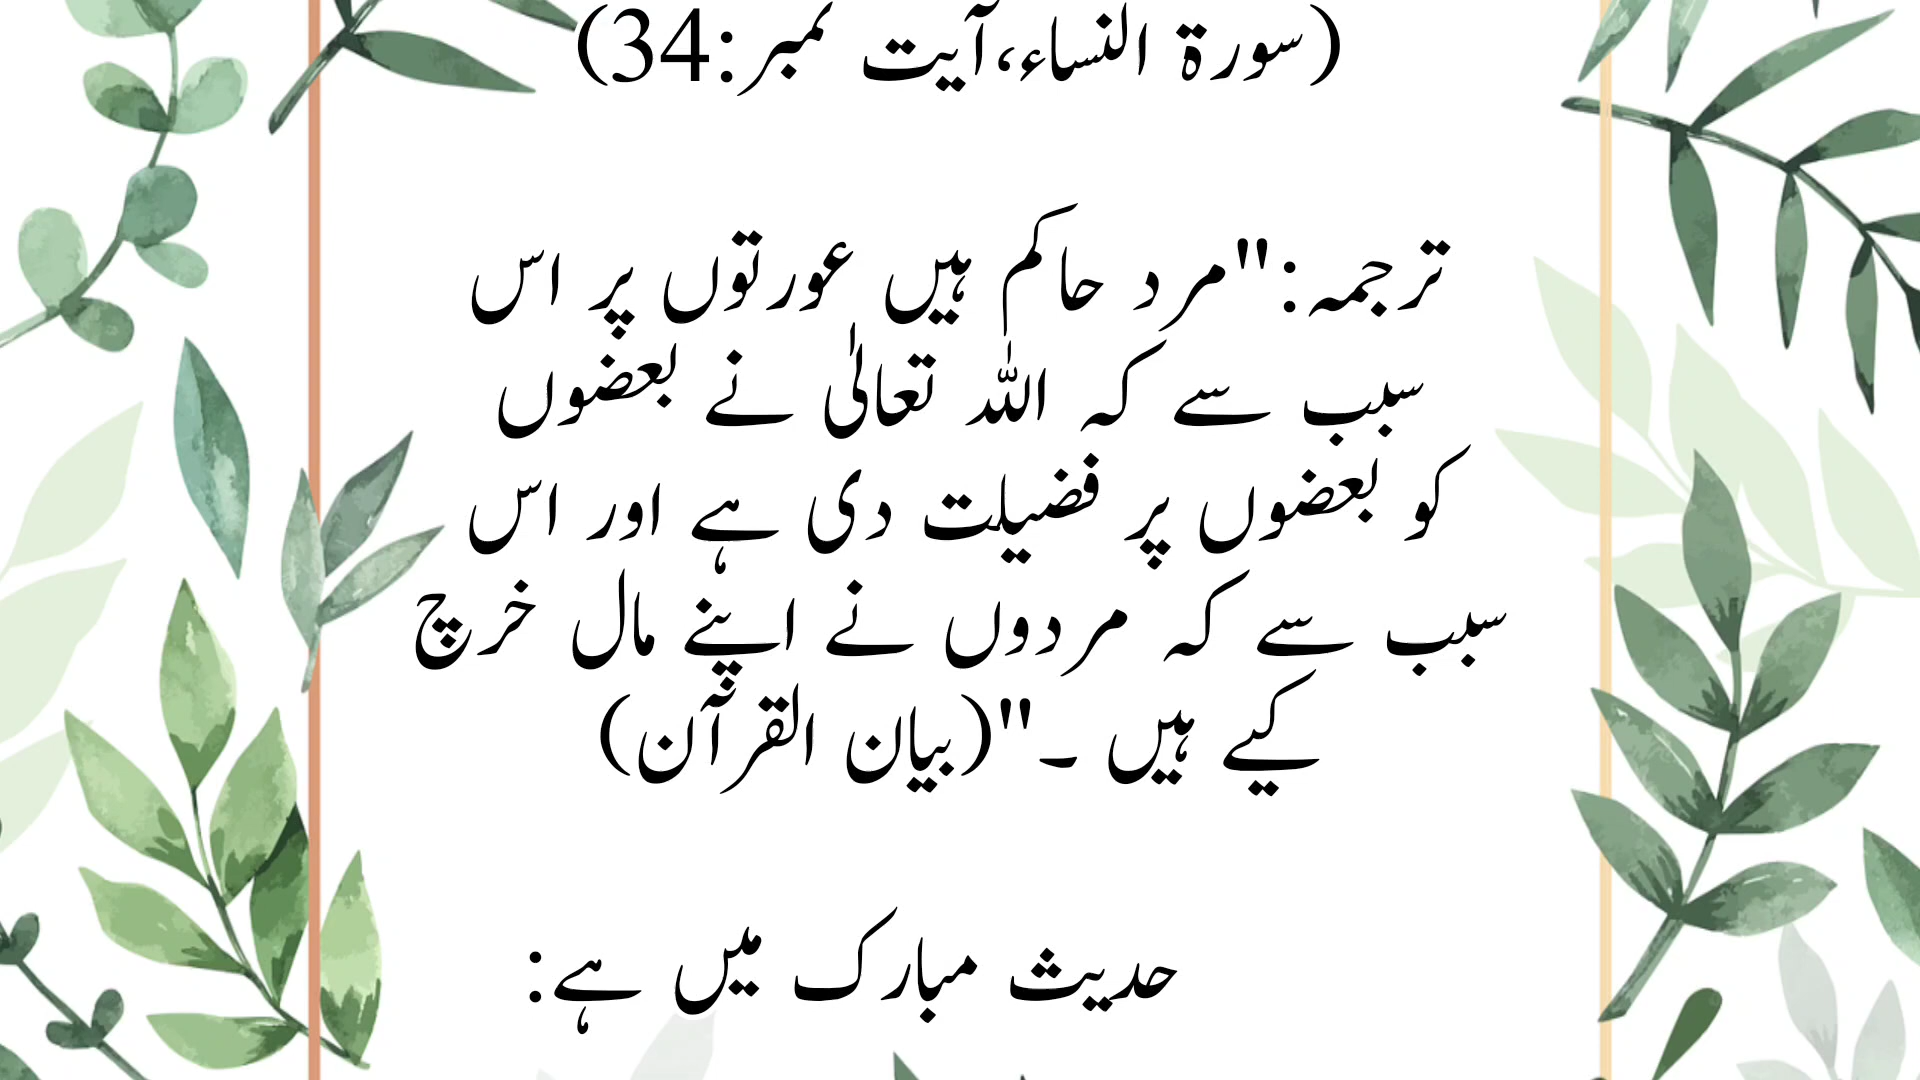 (سورۃ النساء،آیت نمبر:34)
ترجمہ:"مرد حاکم ہیں عورتوں پر اس
سبب سے کہ اللہ تعالیٰ نے بعضوں
کو بعضوں پر فضیلت دی ہے اور اس
سبب سے کہ مردوں نے اپنے مال خرچ
کیے ہیں ۔"(بیان القرآن)
حدیث مبارک میں ہے: